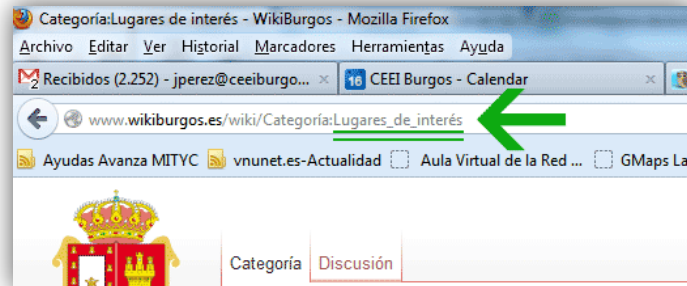 Categoría:Lugares de interés - WikiBurgos - Mozilla Firefox
Archivo Editar Ver Historial Marcadores Herramientas Ayuda
Recibidos (2.252) - jperez@ceeiburgo... × 16 CEEI Burgos - Calendar ×
www.wikiburgos.es/wiki/Categoría:Lugares_de_interés
Ayudas Avanza MITYC vnunet.es-Actualidad Aula Virtual de la Red ... GMaps La
Categoría Discusión